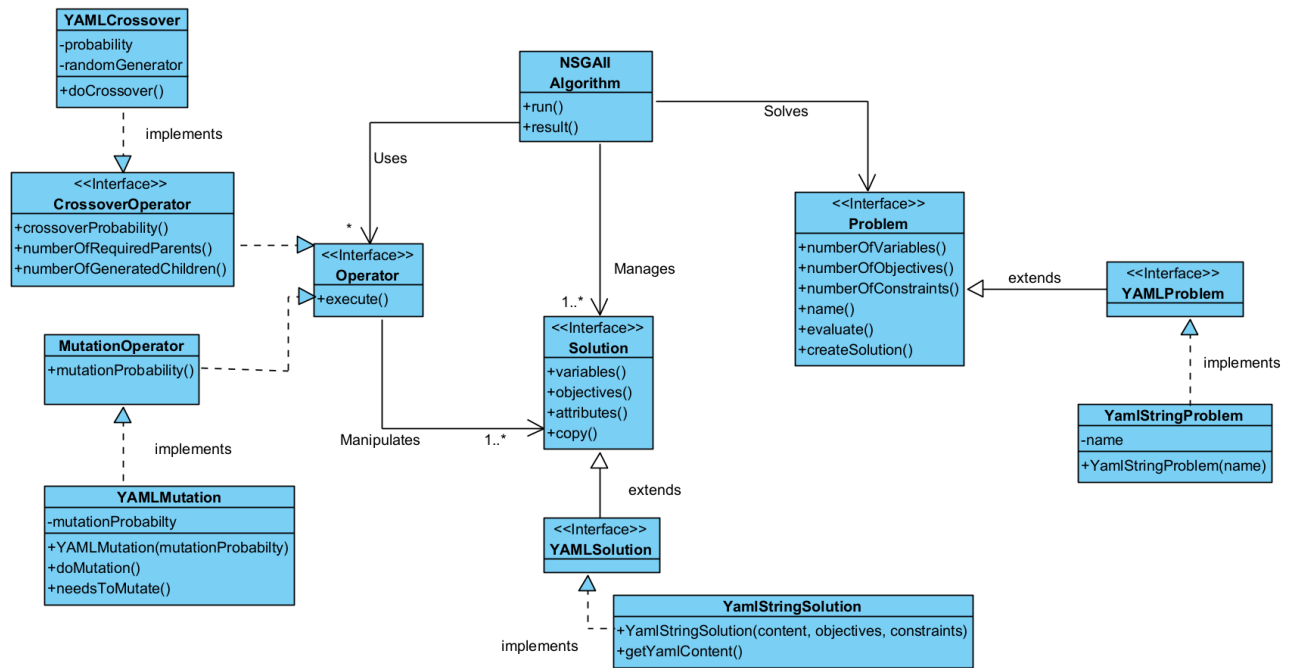 YAMLCrossover
-probability
-randomGenerator
+doCrossover()
implements
<<Interface>>
CrossoverOperator
+crossoverProbability()
+numberOfRequiredParents()
+numberOfGeneratedChildren()
MutationOperator
+mutationProbability()
implements
YAMLMutation
-mutationProbabilty
+YAMLMutation(mutationProbabilty)
+doMutation()
+needsToMutate()
NSGAII
Algorithm
+run()
+result()
Uses
*
<<Interface>>
Operator
+execute()
Manipulates
1..*
Manages
1..*
<<Interface>>
Solution
+variables()
+objectives()
+attributes()
+copy()
extends
<<Interface>>
YAMLSolution
implements
YamlStringSolution
+YamlStringSolution(content, objectives, constraints)
+getYamlContent()
Solves
<<Interface>>
Problem
+numberOfVariables()
+numberOfObjectives()
+numberOfConstraints()
+name()
+evaluate()
+createSolution()
extends
<<Interface>>
YAMLProblem
implements
YamlStringProblem
-name
+YamlStringProblem(name)